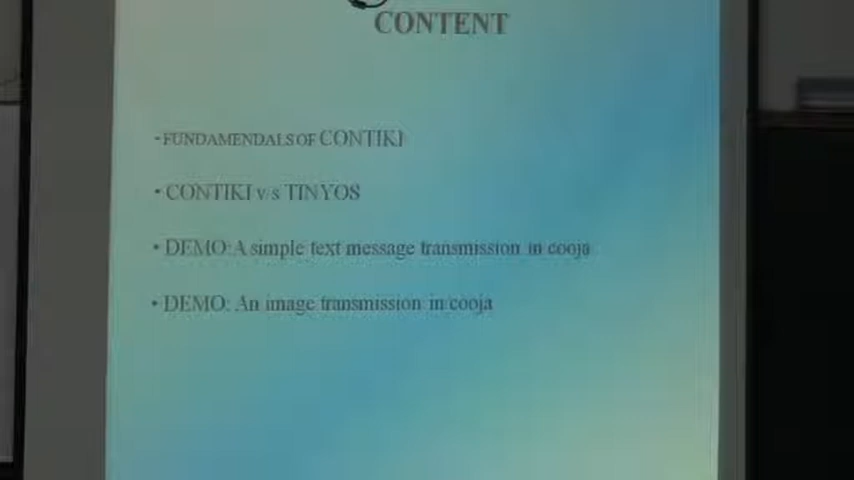 CONTENT
•FUNDAMENDALS OF CONTIKI
• CONTIKI v s TINYOS
• DEMO:A simple text message transmission in cooja
• DEMO: An image transmission in cooja